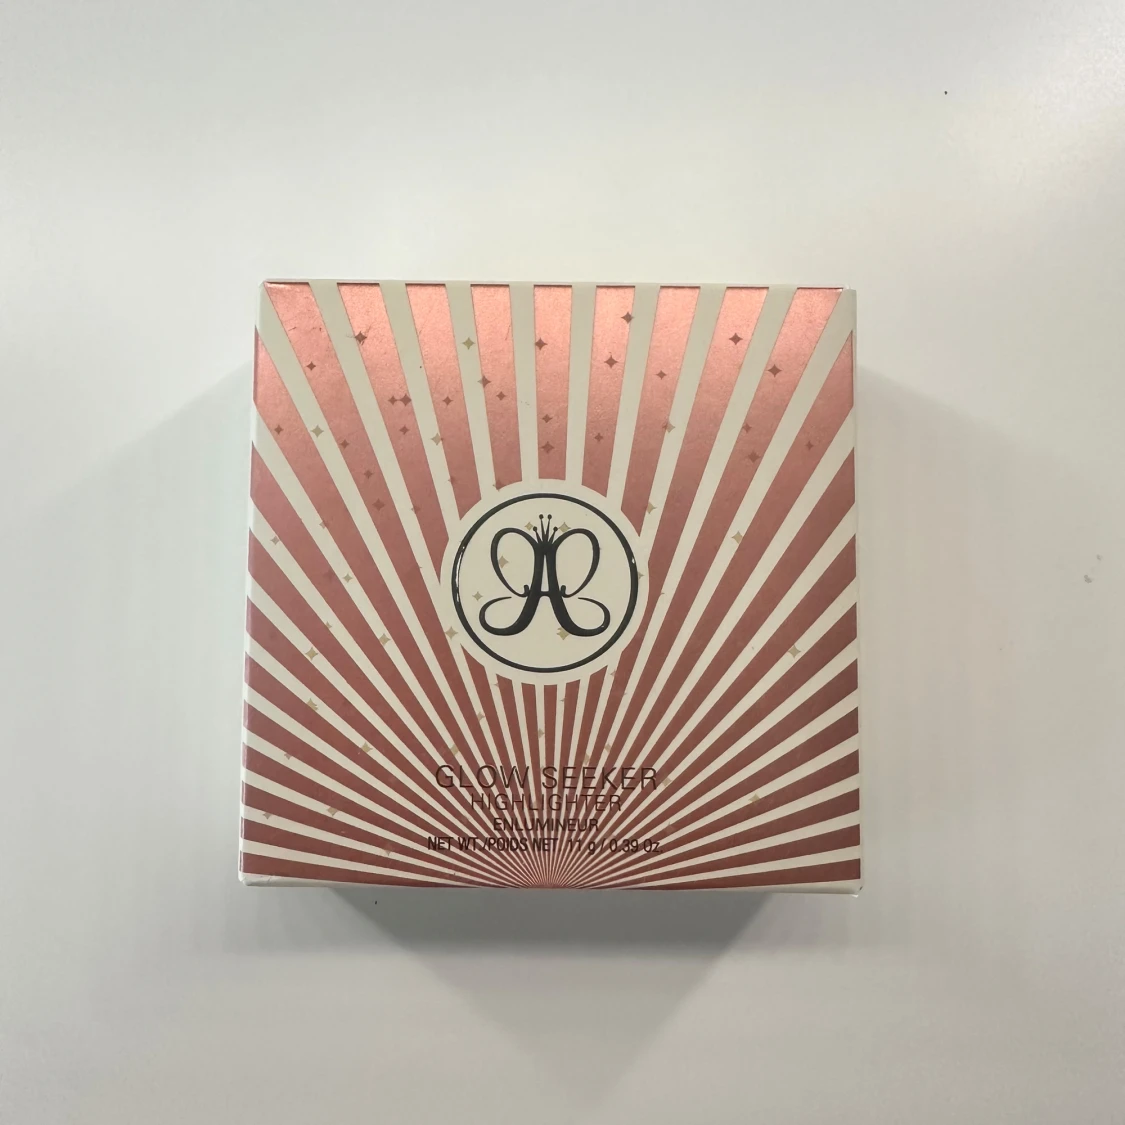 A
GLOW SEEKER
HIGHLIGHTER
ENLUMINEUR
NET WT./POIDS NET 11 g / 0.39 Oz.